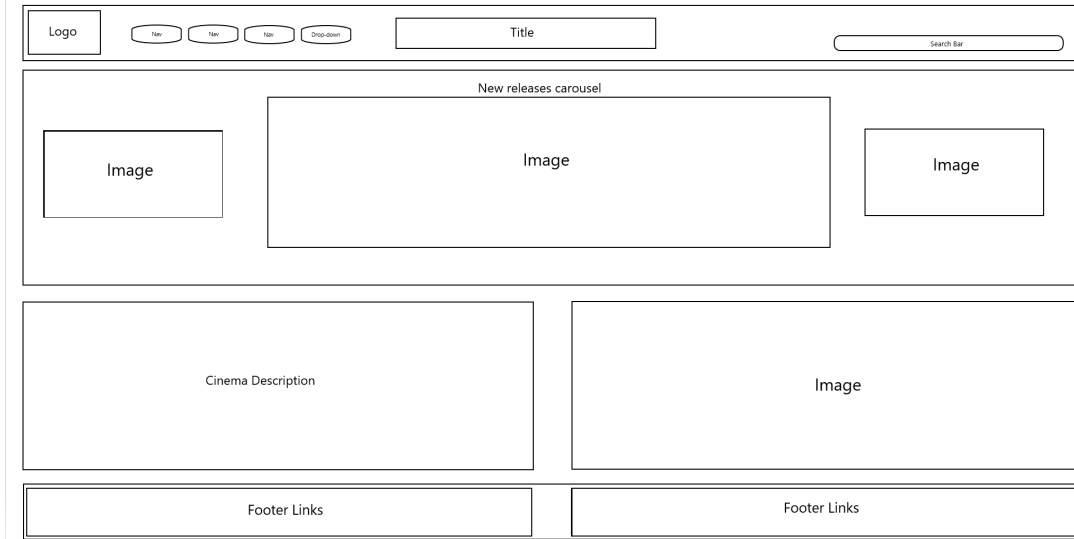 Logo
Nav
Nav
Nav
Drop-down
Title
Search Bar
New releases carousel
Image
Image
Image
Cinema Description
Image
Footer Links
Footer Links